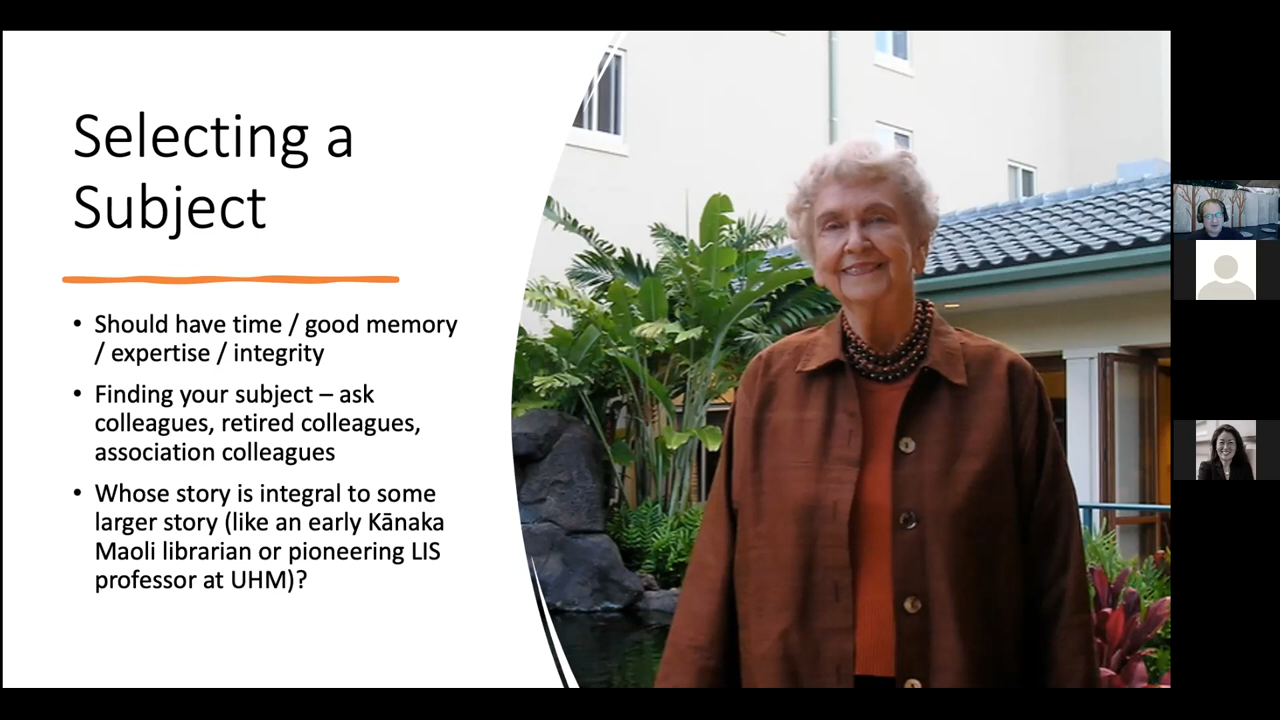 Selecting a
Subject
• Should have time / good memory
/ expertise / integrity
• Finding your subject – ask
colleagues, retired colleagues,
association colleagues
• Whose story is integral to some
larger story (like an early Kānaka
Maoli librarian or pioneering LIS
professor at UHM)?